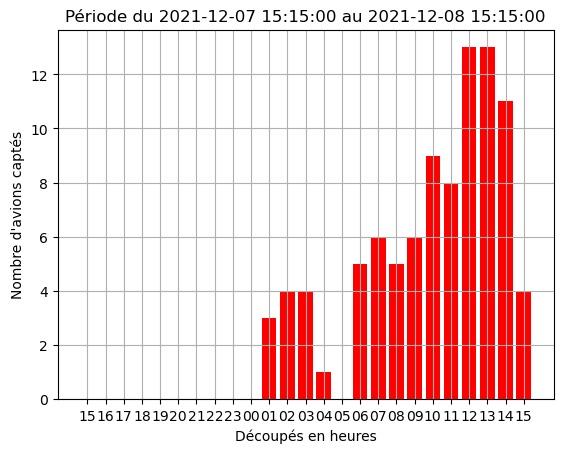 Période du 2021-12-07 15:15:00 au 2021-12-08 15:15:00
Nombre d'avions captés
12
10
8
6
4
2
0
15 16 17 18 19 20 21 22 23 00 01 02 03 04 05 06 07 08 09 10 11 12 13 14 15
Découpés en heures